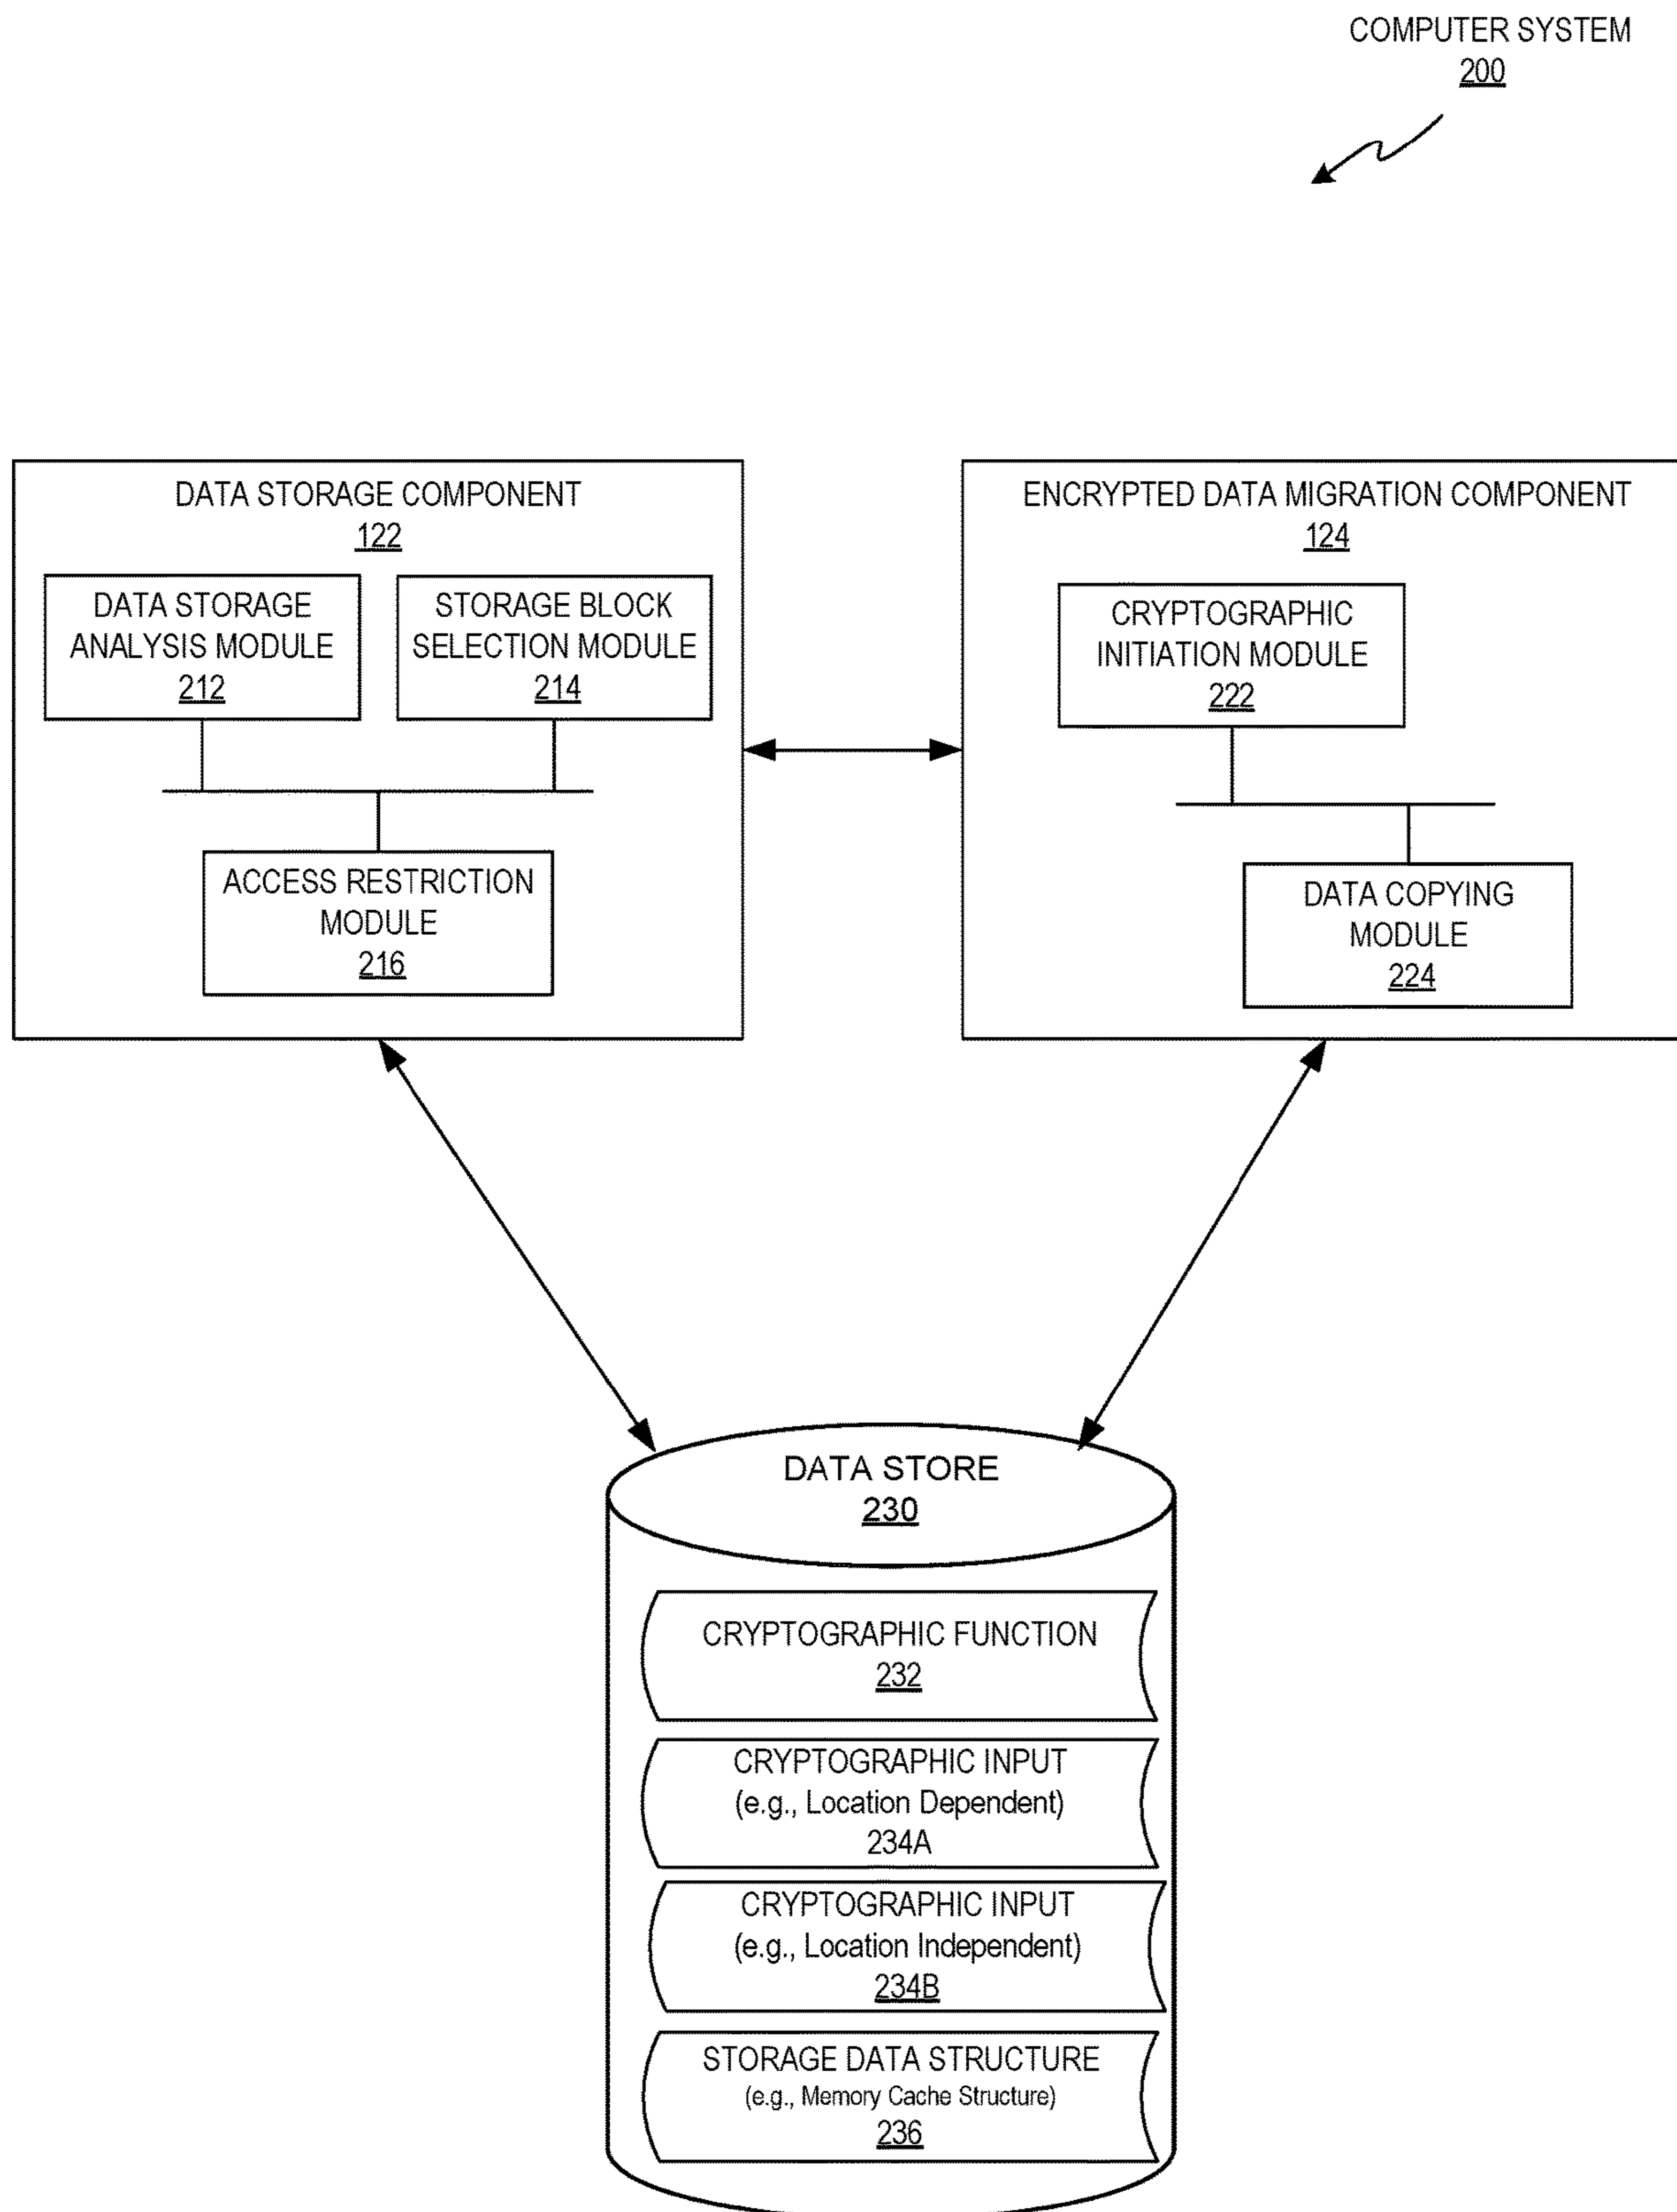 COMPUTER SYSTEM
200
DATA STORAGE COMPONENT
122
DATA STORAGE
ANALYSIS MODULE
212
STORAGE BLOCK
SELECTION MODULE
214
ACCESS RESTRICTION
MODULE
216
ENCRYPTED DATA MIGRATION COMPONENT
124
CRYPTOGRAPHIC
INITIATION MODULE
222
DATA COPYING
MODULE
224
DATA STORE
230
CRYPTOGRAPHIC FUNCTION
232
CRYPTOGRAPHIC INPUT
(e.g., Location Dependent)
234A
CRYPTOGRAPHIC INPUT
(e.g., Location Independent)
234B
STORAGE DATA STRUCTURE
(e.g., Memory Cache Structure)
236